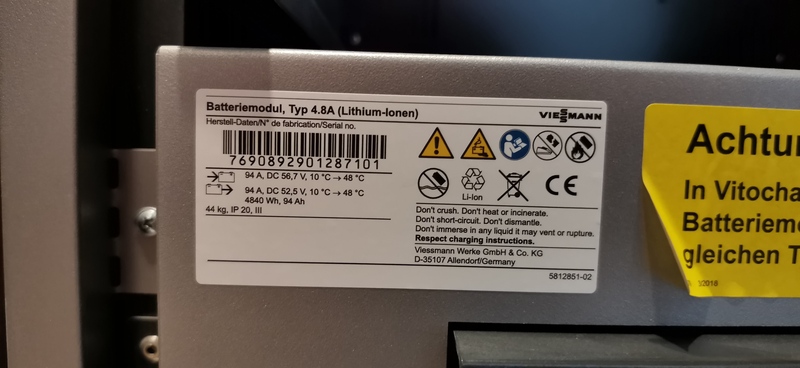 Batteriemodul, Typ 4.8A (Lithium-Ionen)
VIESSMANN
Herstell-Daten/N° de fabrication/Serial no.
7690892901287101
94 A, DC 56,7 V, 10 °C → 48 °C
94 A, DC 52,5 V, 10 °C → 48 °C
4840 Wh, 94 Ah
44 kg, IP 20, III
Li-Ion
CE
Don't crush. Don't heat or incinerate.
Don't short-circuit. Don't dismantle.
Don't immerse in any liquid it may vent or rupture.
Respect charging instructions.
Viessmann Werke GmbH & Co. KG
D-35107 Allendorf/Germany
5812851-02
Achtun
In Vitocha
Batteriemo
gleichen T